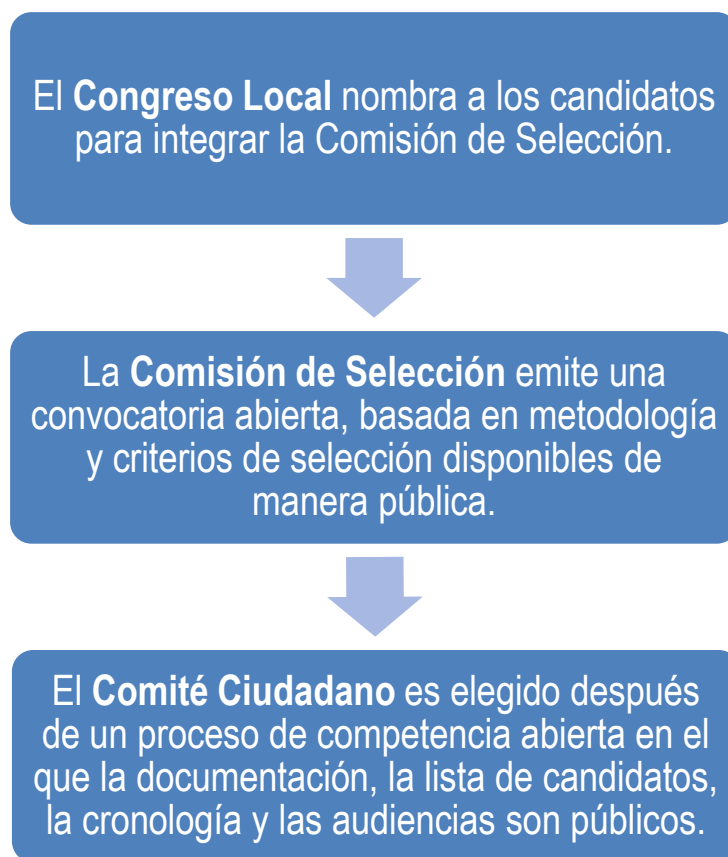 El Congreso Local nombra a los candidatos
para integrar la Comisión de Selección.
La Comisión de Selección emite una
convocatoria abierta, basada en metodología
y criterios de selección disponibles de
manera pública.
El Comité Ciudadano es elegido después
de un proceso de competencia abierta en el
que la documentación, la lista de candidatos,
la cronología y las audiencias son públicos.